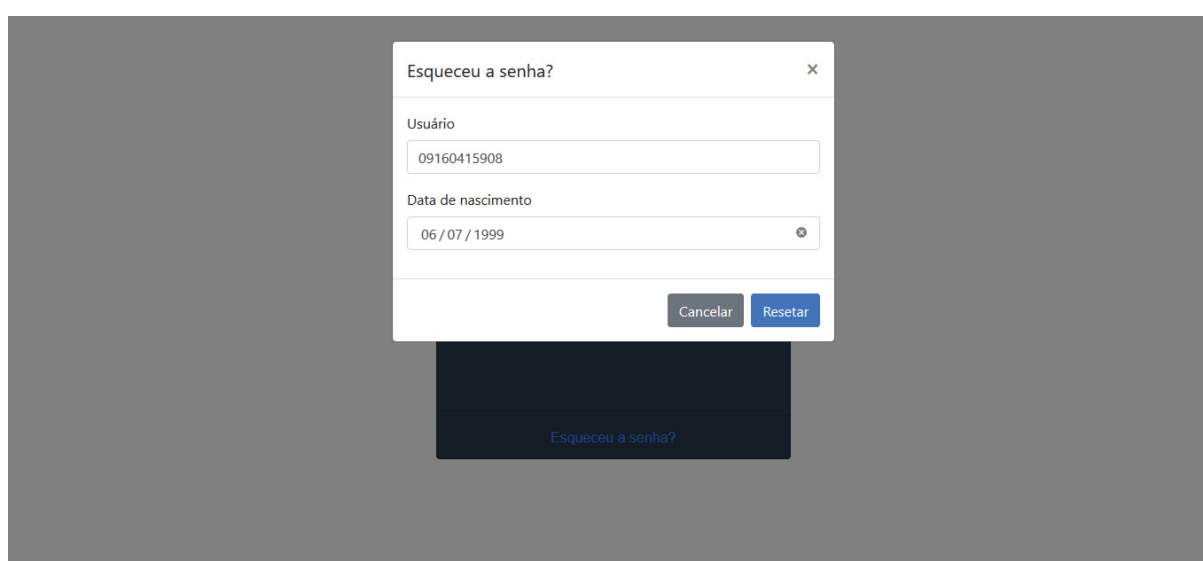 Esqueceu a senha?
×
Usuário
09160415908
Data de nascimento
06/07/1999
Cancelar
Resetar
Esqueceu a senha?